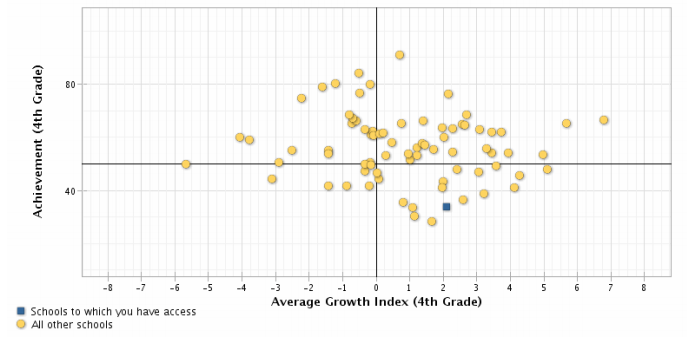 Achievement (4th Grade)
80
40
-8 -7 -6 -5 -4 -3 -2 -1 0 1 2 3 4 5 6 7 8
Average Growth Index (4th Grade)
Schools to which you have access
All other schools